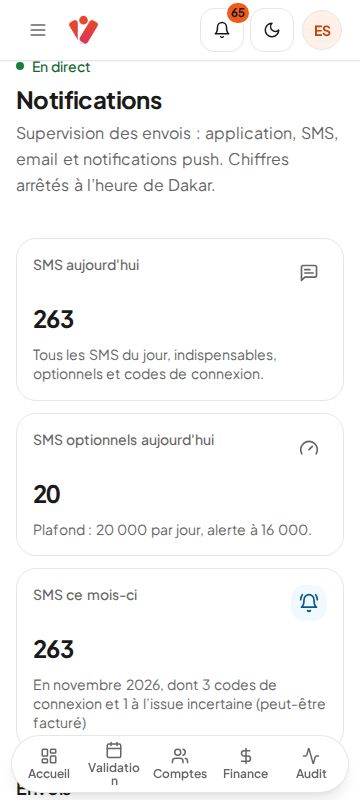 65
ES
En direct
Notifications
Supervision des envois : application, SMS,
email et notifications push. Chiffres
arrêtés à l'heure de Dakar.
SMS aujourd'hui
263
Tous les SMS du jour, indispensables,
optionnels et codes de connexion.
SMS optionnels aujourd'hui
20
Plafond : 20 000 par jour, alerte à 16 000.
SMS ce mois-ci
263
En novembre 2026, dont 3 codes de
connexion et 1 à l'issue incertaine (peut-être
facturé)
Envois
Accueil
Validatio
n
Comptes
Finance
Audit